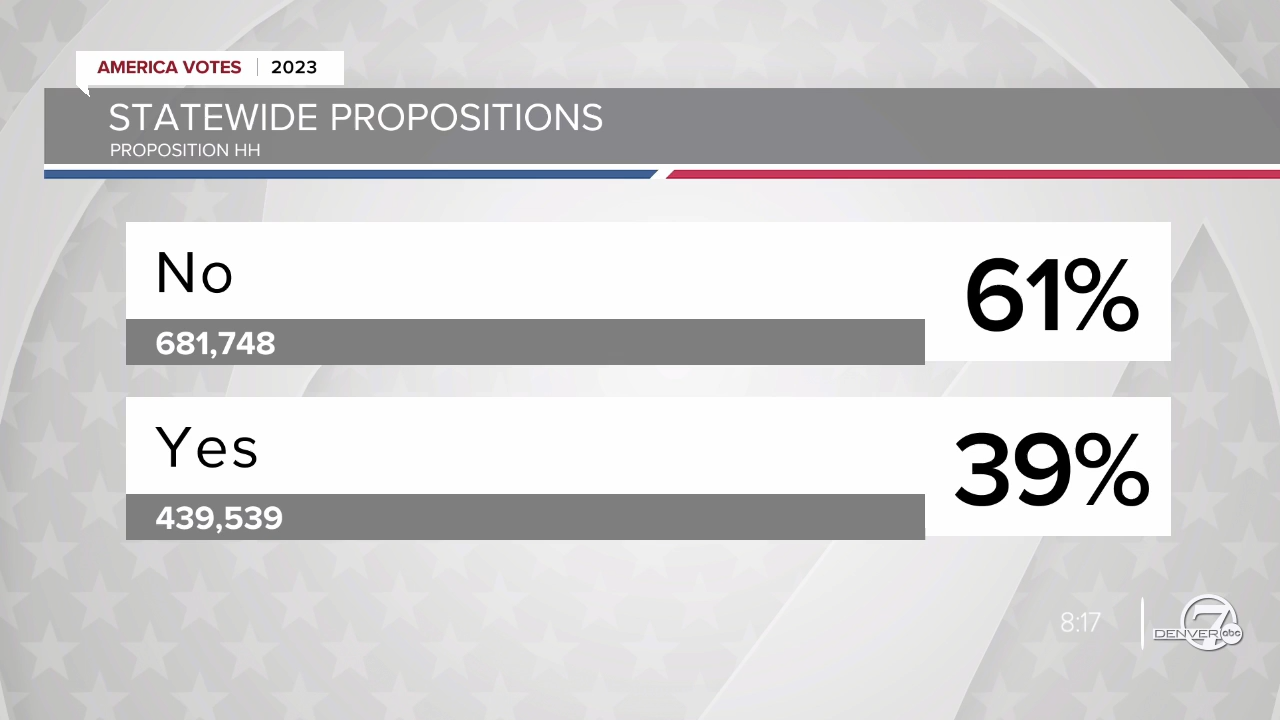 AMERICA VOTES | 2023
STATEWIDE PROPOSITIONS
PROPOSITION HH
No
61%
681,748
Yes
39%
439,539
8:17
7
DENVER abc